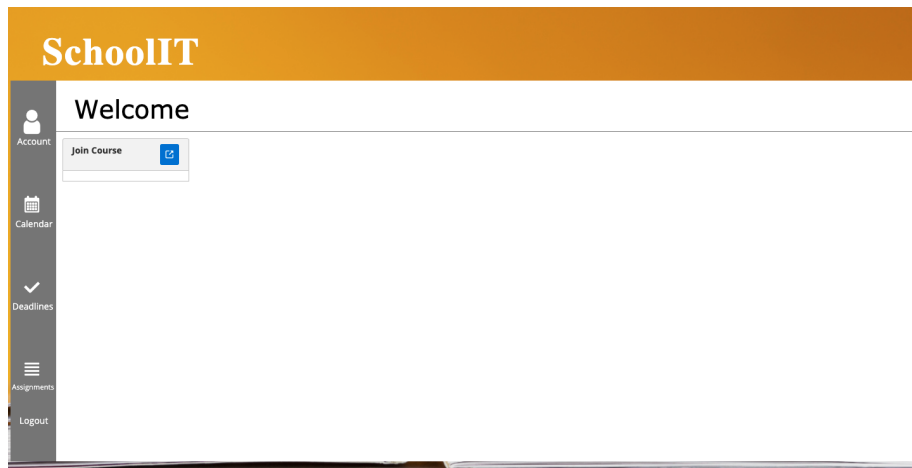 SchoolIT
Welcome
Account
Join Course
Calendar
Deadlines
Assignments
Logout